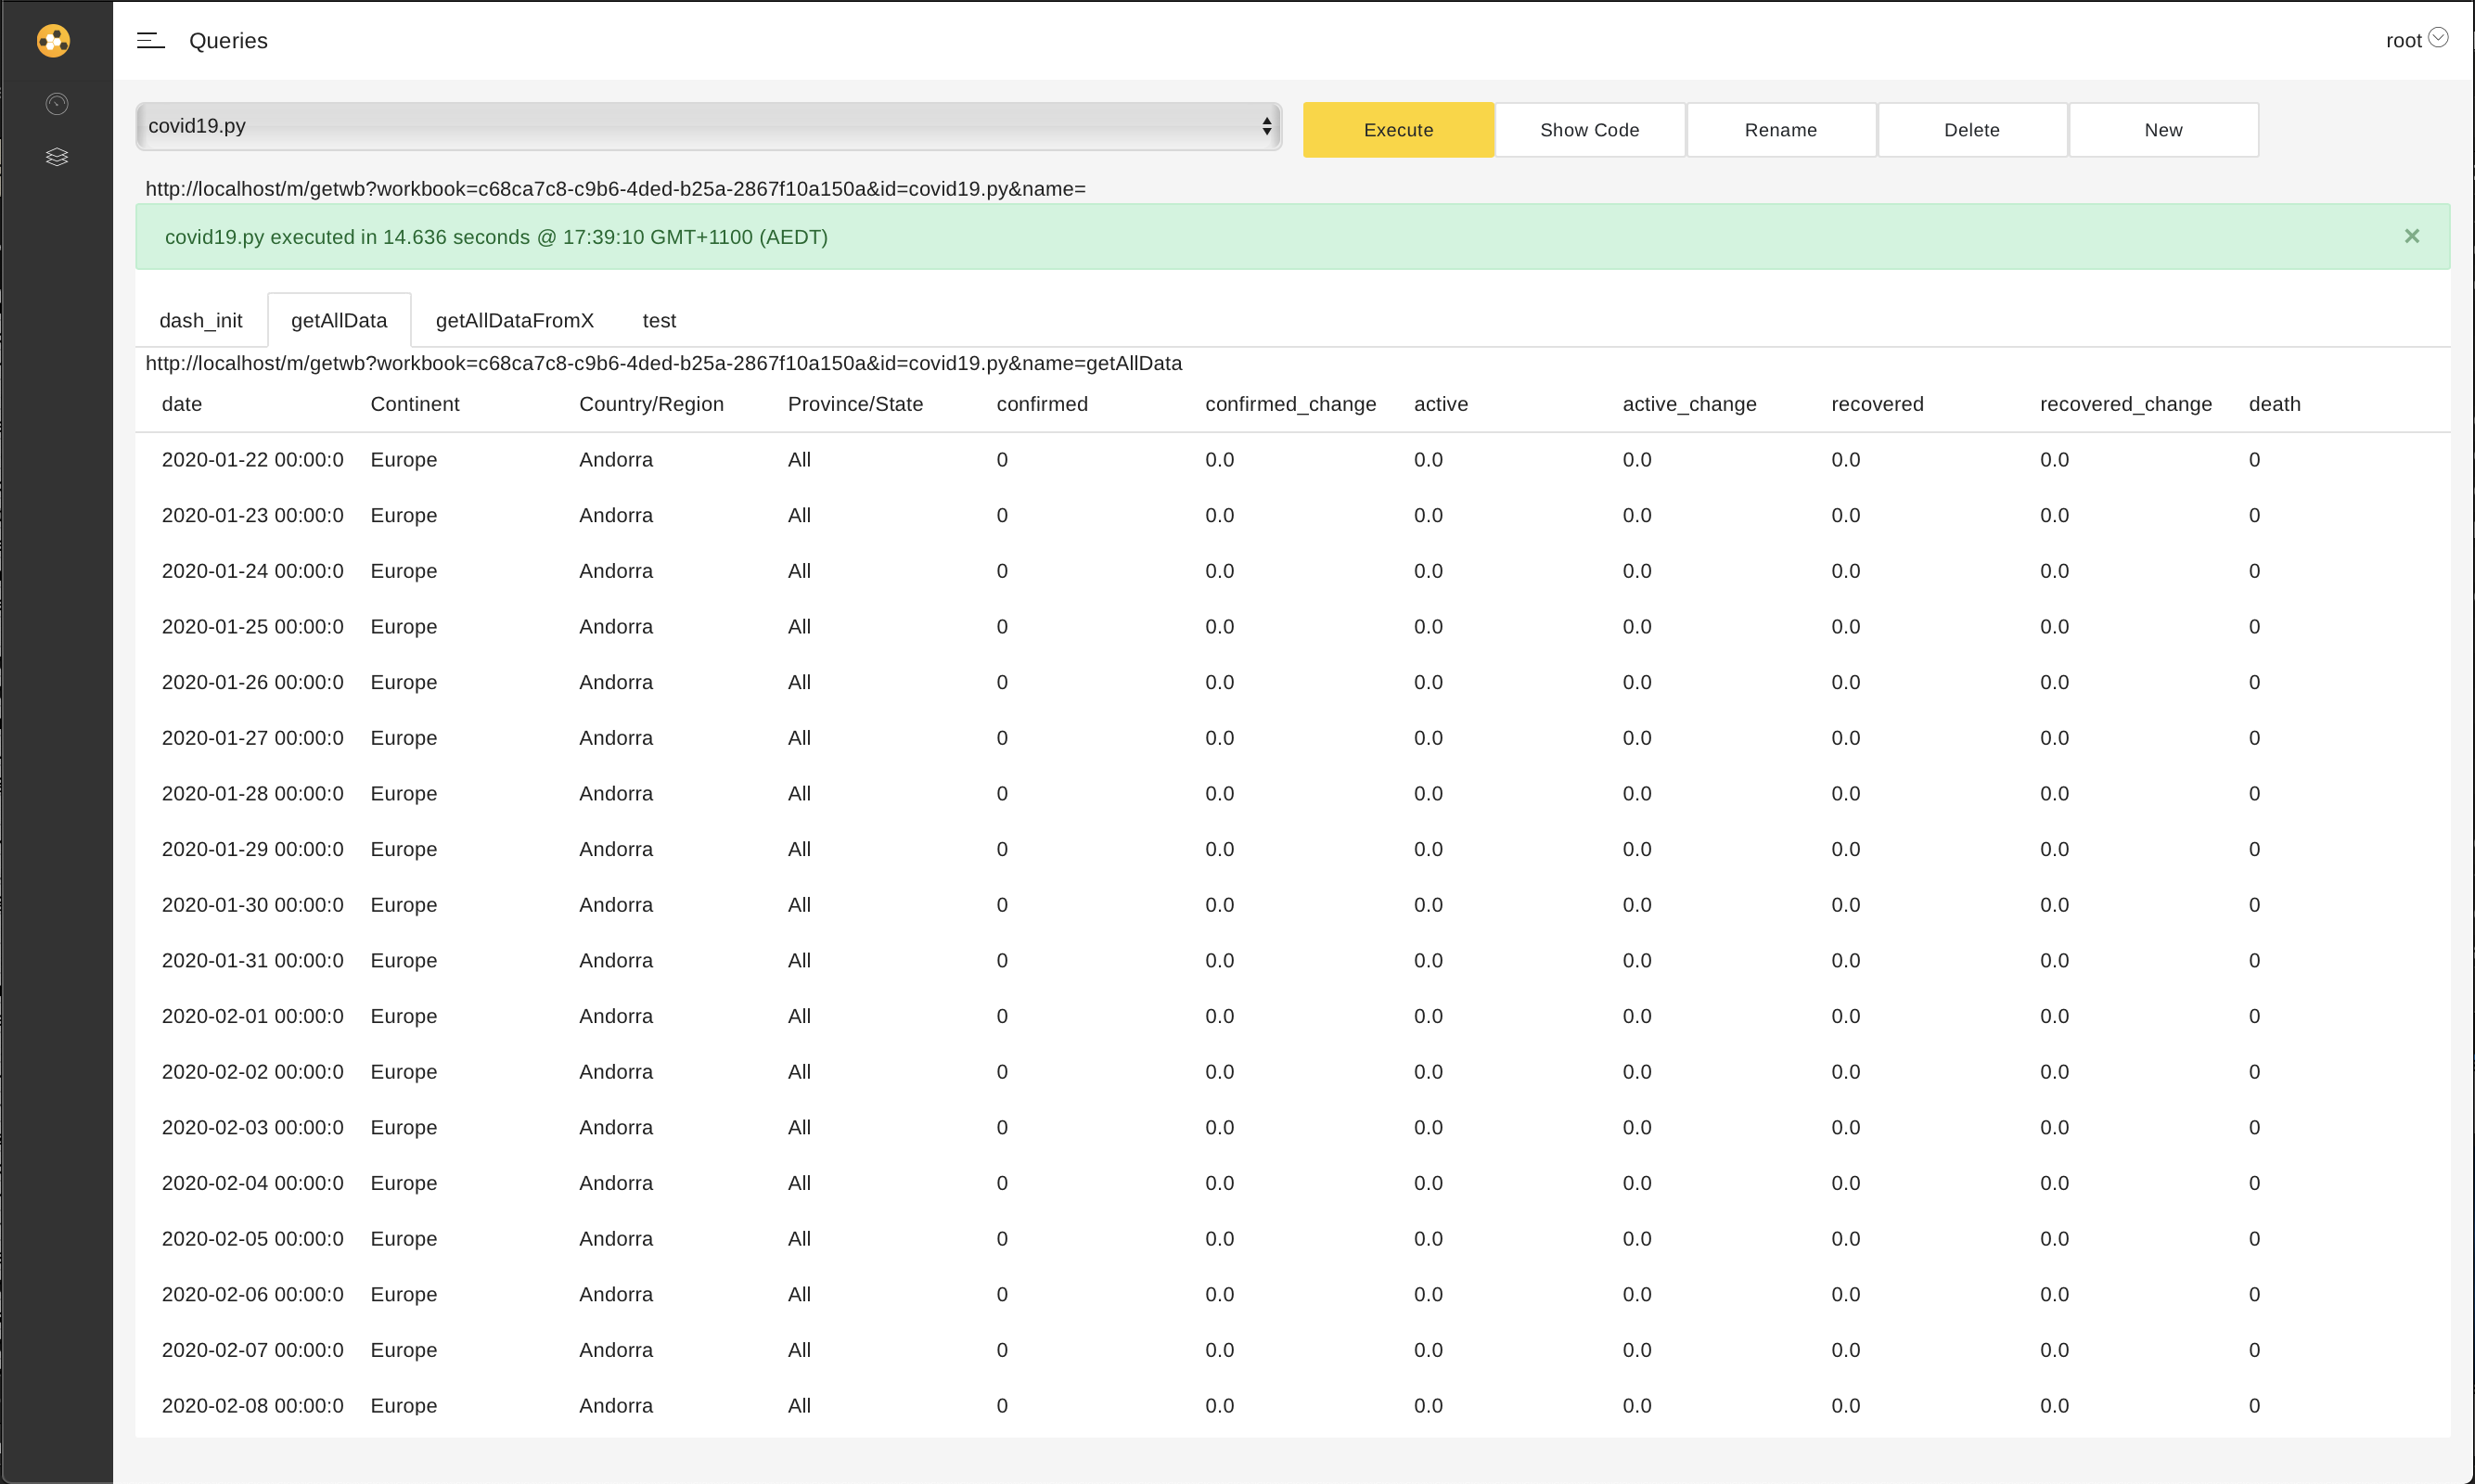 Queries
root
covid19.py
Execute Show Code Rename Delete New
http://localhost/m/getwb?workbook=c68ca7c8-c9b6-4ded-b25a-2867f10a150a&id=covid19.py&name=
covid19.py executed in 14.636 seconds @ 17:39:10 GMT+1100 (AEDT) ×
dash_init getAllData getAllDataFromX test
http://localhost/m/getwb?workbook=c68ca7c8-c9b6-4ded-b25a-2867f10a150a&id=covid19.py&name=getAllData
date Continent Country/Region Province/State confirmed confirmed_change active active_change recovered recovered_change death
2020-01-22 00:00:0 Europe Andorra All 0 0.0 0.0 0.0 0.0 0.0 0
2020-01-23 00:00:0 Europe Andorra All 0 0.0 0.0 0.0 0.0 0.0 0
2020-01-24 00:00:0 Europe Andorra All 0 0.0 0.0 0.0 0.0 0.0 0
2020-01-25 00:00:0 Europe Andorra All 0 0.0 0.0 0.0 0.0 0.0 0
2020-01-26 00:00:0 Europe Andorra All 0 0.0 0.0 0.0 0.0 0.0 0
2020-01-27 00:00:0 Europe Andorra All 0 0.0 0.0 0.0 0.0 0.0 0
2020-01-28 00:00:0 Europe Andorra All 0 0.0 0.0 0.0 0.0 0.0 0
2020-01-29 00:00:0 Europe Andorra All 0 0.0 0.0 0.0 0.0 0.0 0
2020-01-30 00:00:0 Europe Andorra All 0 0.0 0.0 0.0 0.0 0.0 0
2020-01-31 00:00:0 Europe Andorra All 0 0.0 0.0 0.0 0.0 0.0 0
2020-02-01 00:00:0 Europe Andorra All 0 0.0 0.0 0.0 0.0 0.0 0
2020-02-02 00:00:0 Europe Andorra All 0 0.0 0.0 0.0 0.0 0.0 0
2020-02-03 00:00:0 Europe Andorra All 0 0.0 0.0 0.0 0.0 0.0 0
2020-02-04 00:00:0 Europe Andorra All 0 0.0 0.0 0.0 0.0 0.0 0
2020-02-05 00:00:0 Europe Andorra All 0 0.0 0.0 0.0 0.0 0.0 0
2020-02-06 00:00:0 Europe Andorra All 0 0.0 0.0 0.0 0.0 0.0 0
2020-02-07 00:00:0 Europe Andorra All 0 0.0 0.0 0.0 0.0 0.0 0
2020-02-08 00:00:0 Europe Andorra All 0 0.0 0.0 0.0 0.0 0.0 0